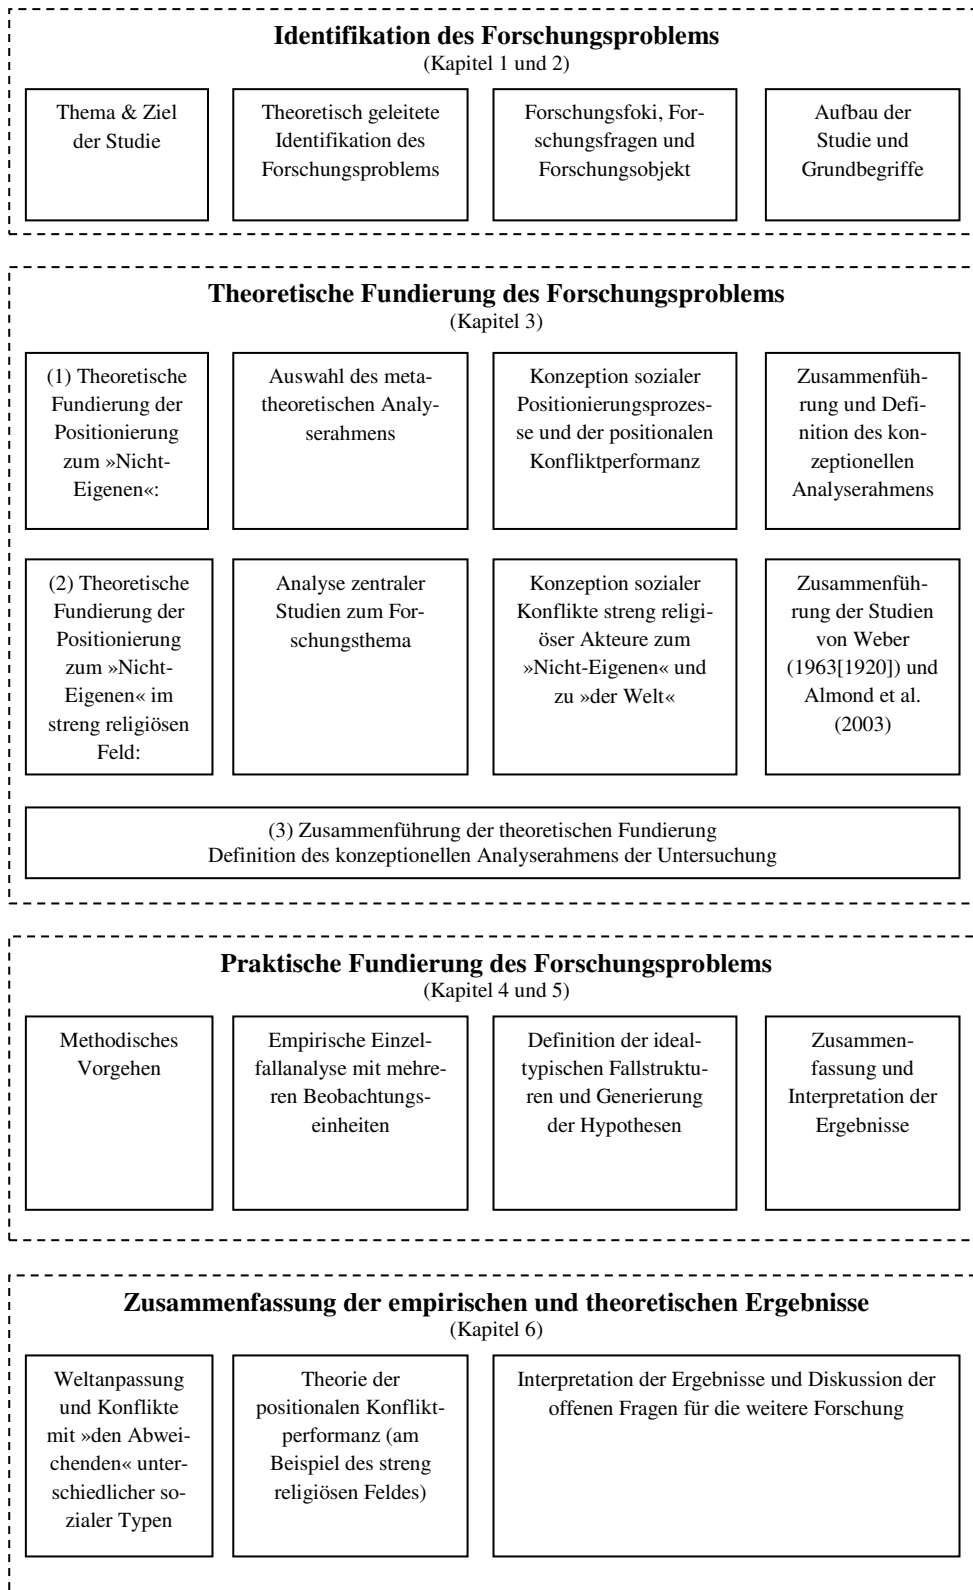 Identifikation des Forschungsproblems
(Kapitel 1 und 2)
Thema & Ziel
der Studie
Theoretisch geleitete
Identifikation des
Forschungsproblems
Forschungsfoki, For-
schungsfragen und
Forschungsobjekt
Aufbau der
Studie und
Grundbegriffe
Theoretische Fundierung des Forschungsproblems
(Kapitel 3)
(1) Theoretische
Fundierung der
Positionierung
zum »Nicht-
Eigenen«:
Auswahl des meta-
theoretischen Analy-
serahmens
Konzeption sozialer
Positionierungsprozes-
se und der positionalen
Konfliktperformanz
Zusammenfüh-
rung und Defi-
nition des kon-
zeptionellen
Analyserahmens
(2) Theoretische
Fundierung der
Positionierung
zum »Nicht-
Eigenen« im
streng religiösen
Feld:
Analyse zentraler
Studien zum For-
schungsthema
Konzeption sozialer
Konflikte streng religi-
öser Akteure zum
»Nicht-Eigenen« und
zu »der Welt«
Zusammenfüh-
rung der Studien
von Weber
(1963[1920]) und
Almond et al.
(2003)
(3) Zusammenführung der theoretischen Fundierung
Definition des konzeptionellen Analyserahmens der Untersuchung
Praktische Fundierung des Forschungsproblems
(Kapitel 4 und 5)
Methodisches
Vorgehen
Empirische Einzel-
fallanalyse mit mehre-
ren Beobachtungs-
einheiten
Definition der ideal-
typischen Fallstruktu-
ren und Generierung
der Hypothesen
Zusammen-
fassung und
Interpretation der
Ergebnisse
Zusammenfassung der empirischen und theoretischen Ergebnisse
(Kapitel 6)
Weltanpassung
und Konflikte
mit »den Abwei-
chenden« unter-
schiedlicher so-
zialer Typen
Theorie der
positionalen Konflikt-
performanz (am
Beispiel des streng
religiösen Feldes)
Interpretation der Ergebnisse und Diskussion der
offenen Fragen für die weitere Forschung